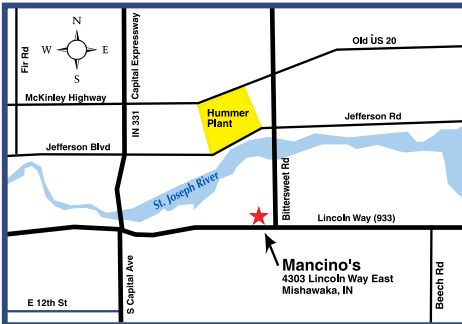 N
W
E
S
Fir Rd
IN 331
Capital Expressway
Old US 20
McKinley Highway
Hummer
Plant
Jefferson Rd
Jefferson Blvd
St. Joseph River
Bittersweet Rd
Lincoln Way (933)
Mancino's
4303 Lincoln Way East
Mishawaka, IN
S Capital Ave
E 12th St
Beech Rd